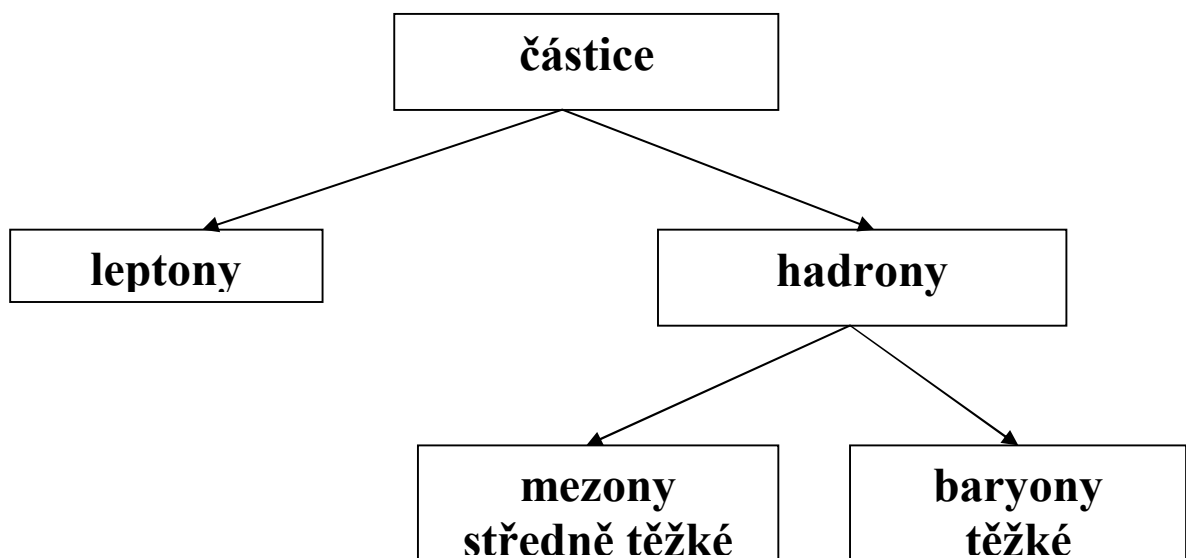 částice
leptony
hadrony
mezony
středně těžké
baryony
těžké